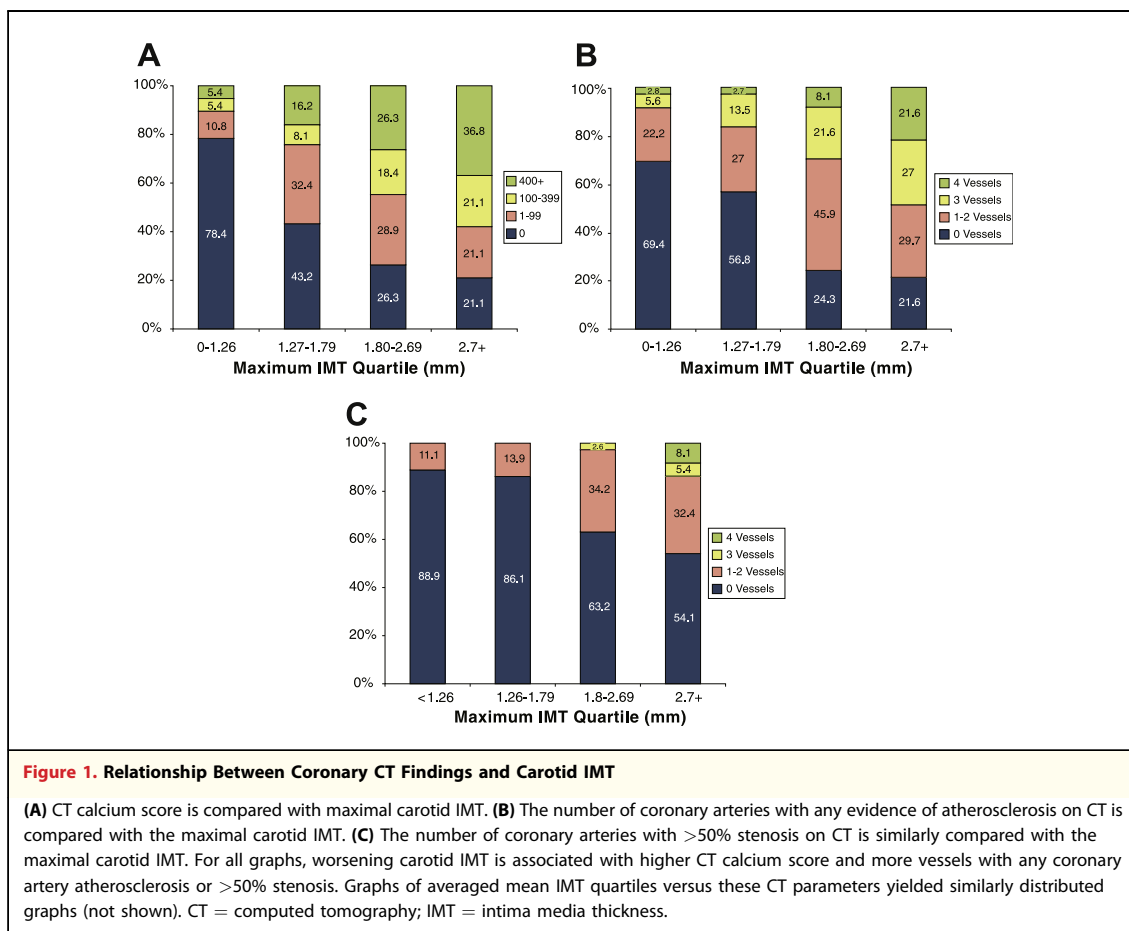 A
100%
80%
60%
40%
20%
0%
5.4
5.4
10.8
78.4
16.2
8.1
32.4
43.2
26.3
18.4
28.9
26.3
36.8
21.1
21.1
21.1
0-1.26 1.27-1.79 1.80-2.69 2.7+
Maximum IMT Quartile (mm)
400+
100-399
1-99
0
B
100%
80%
60%
40%
20%
0%
2.8
5.6
22.2
69.4
2.7
13.5
27
56.8
8.1
21.6
45.9
24.3
21.6
27
29.7
21.6
0-1.26 1.27-1.79 1.80-2.69 2.7+
Maximum IMT Quartile (mm)
4 Vessels
3 Vessels
1-2 Vessels
0 Vessels
C
100%
80%
60%
40%
20%
0%
11.1
88.9
13.9
86.1
2.6
34.2
63.2
8.1
5.4
32.4
54.1
<1.26 1.26-1.79 1.8-2.69 2.7+
Maximum IMT Quartile (mm)
4 Vessels
3 Vessels
1-2 Vessels
0 Vessels
Figure 1. Relationship Between Coronary CT Findings and Carotid IMT
(A) CT calcium score is compared with maximal carotid IMT. (B) The number of coronary arteries with any evidence of atherosclerosis on CT is
compared with the maximal carotid IMT. (C) The number of coronary arteries with >50% stenosis on CT is similarly compared with the
maximal carotid IMT. For all graphs, worsening carotid IMT is associated with higher CT calcium score and more vessels with any coronary
artery atherosclerosis or >50% stenosis. Graphs of averaged mean IMT quartiles versus these CT parameters yielded similarly distributed
graphs (not shown). CT = computed tomography; IMT = intima media thickness.